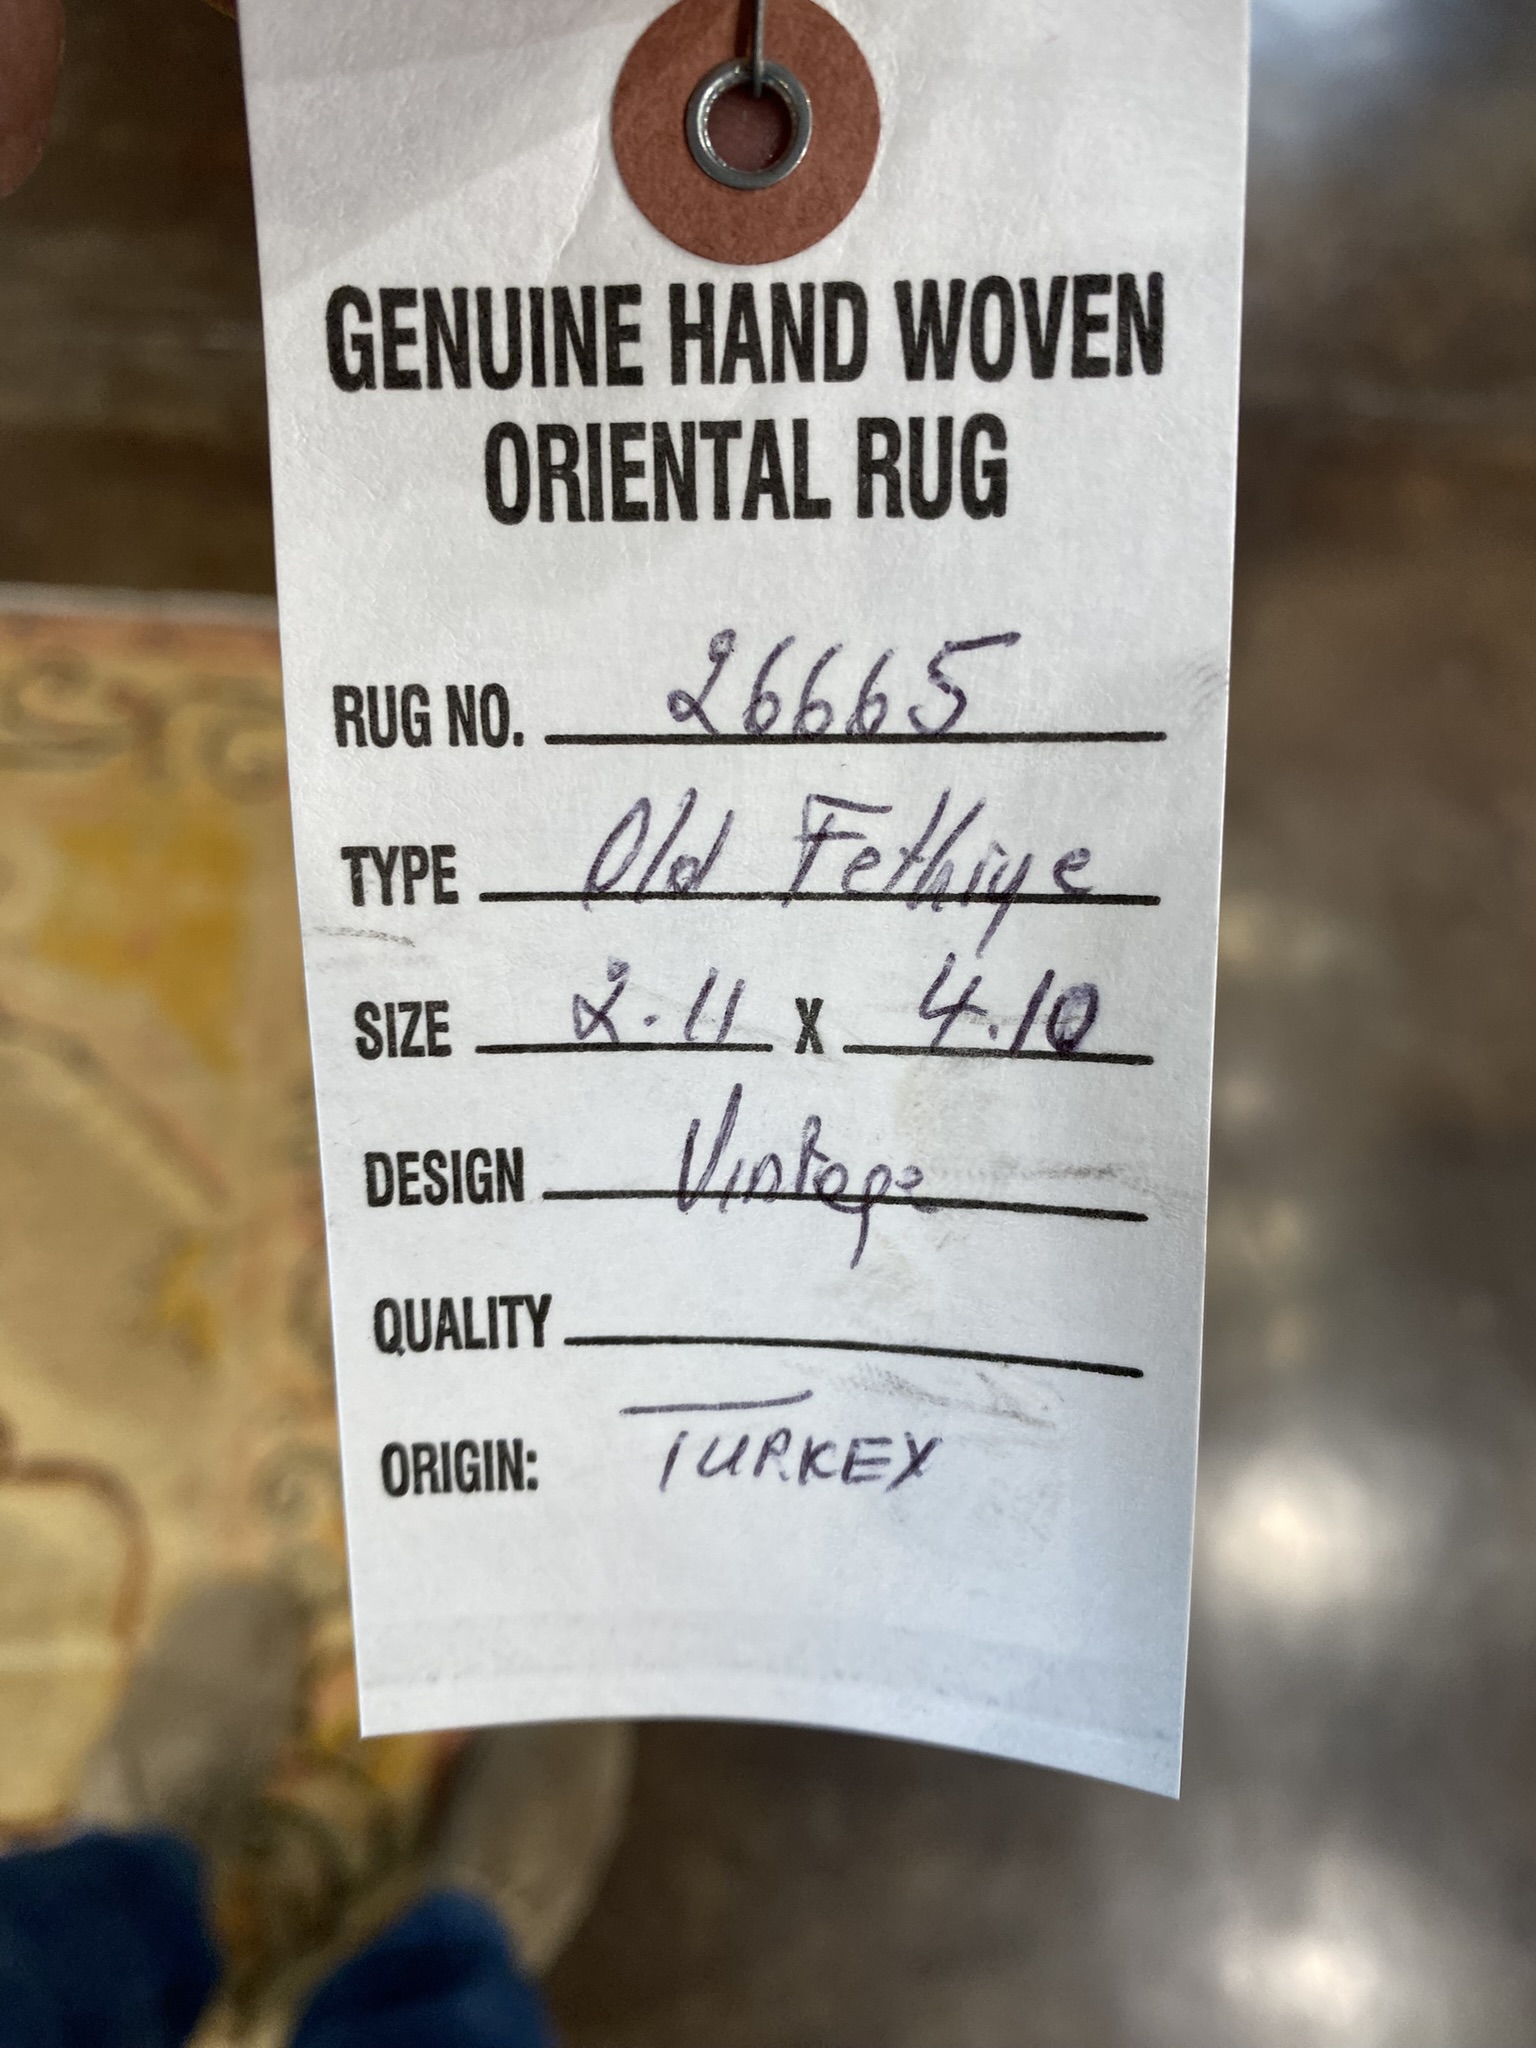 GENUINE HAND WOVEN
ORIENTAL RUG
RUG NO. 26665
TYPE Old Fethiye
SIZE 2.11 X 4.10
DESIGN Vintage
QUALITY
ORIGIN: TURKEY